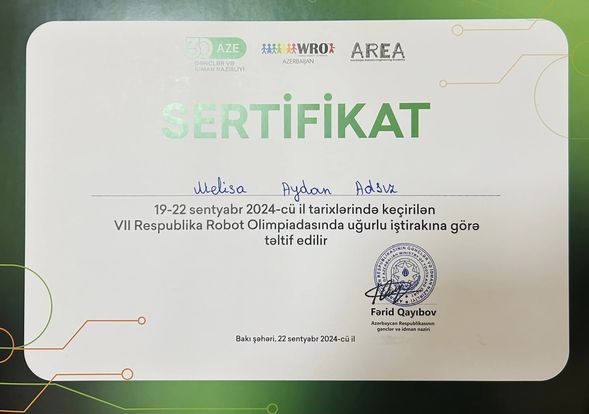 30 AZE
GƏNCLƏR VƏ
İDMAN NAZİRLİYİ
WRO
AZERBAIJAN
AREA
SERTİFİKAT
Melisa Aydan Adsız
19-22 sentyabr 2024-cü il tarixlərində keçirilən
VII Respublika Robot Olimpiadasında uğurlu iştirakına görə
təltif edilir
Fərid Qayıbov
Azərbaycan Respublikasının
gənclər və idman naziri
Bakı şəhəri, 22 sentyabr 2024-cü il